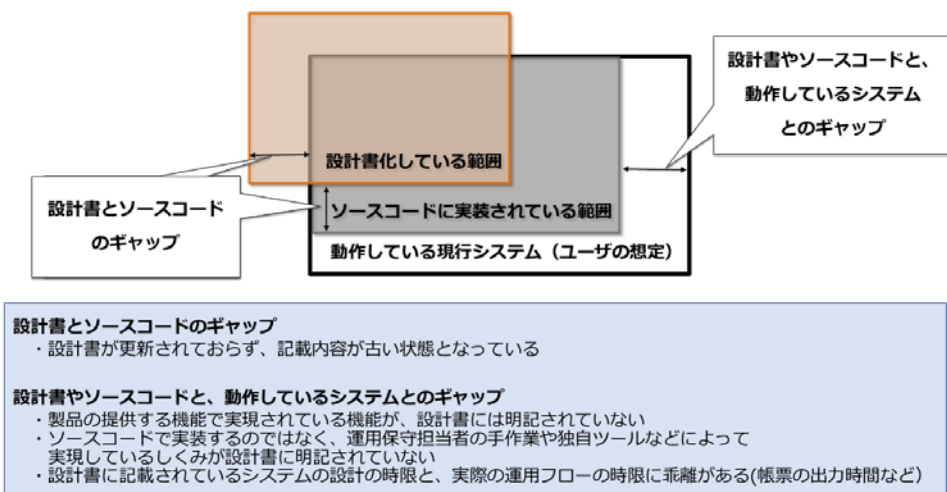 設計書やソースコードと、
動作しているシステム
とのギャップ
設計書化している範囲
設計書とソースコード
のギャップ
ソースコードに実装されている範囲
動作している現行システム（ユーザの想定）
設計書とソースコードのギャップ
・設計書が更新されておらず、記載内容が古い状態となっている
設計書やソースコードと、動作しているシステムとのギャップ
・製品の提供する機能で実現されている機能が、設計書には明記されていない
・ソースコードで実装するのではなく、運用保守担当者の手作業や独自ツールなどによって
実現しているしくみが設計書に明記されていない
・設計書に記載されているシステムの設計の時限と、実際の運用フローの時限に乖離がある(帳票の出力時間など）